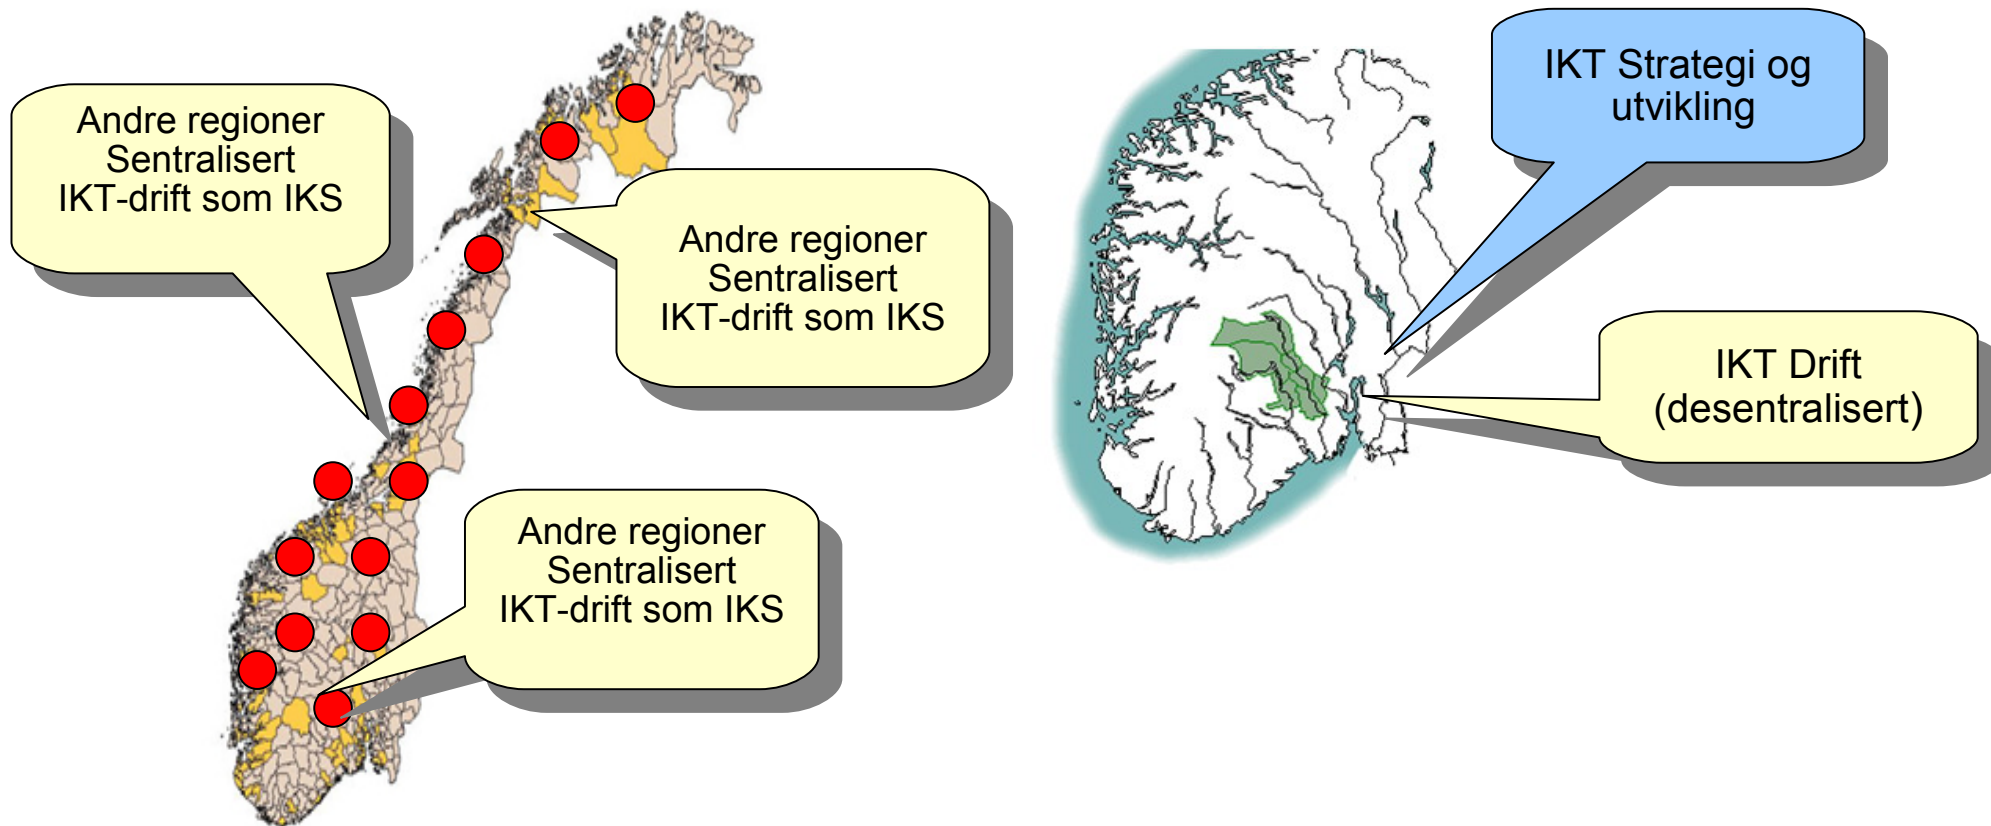 Andre regioner
Sentralisert
IKT-drift som IKS
Andre regioner
Sentralisert
IKT-drift som IKS
Andre regioner
Sentralisert
IKT-drift som IKS
IKT Strategi og
utvikling
IKT Drift
(desentralisert)